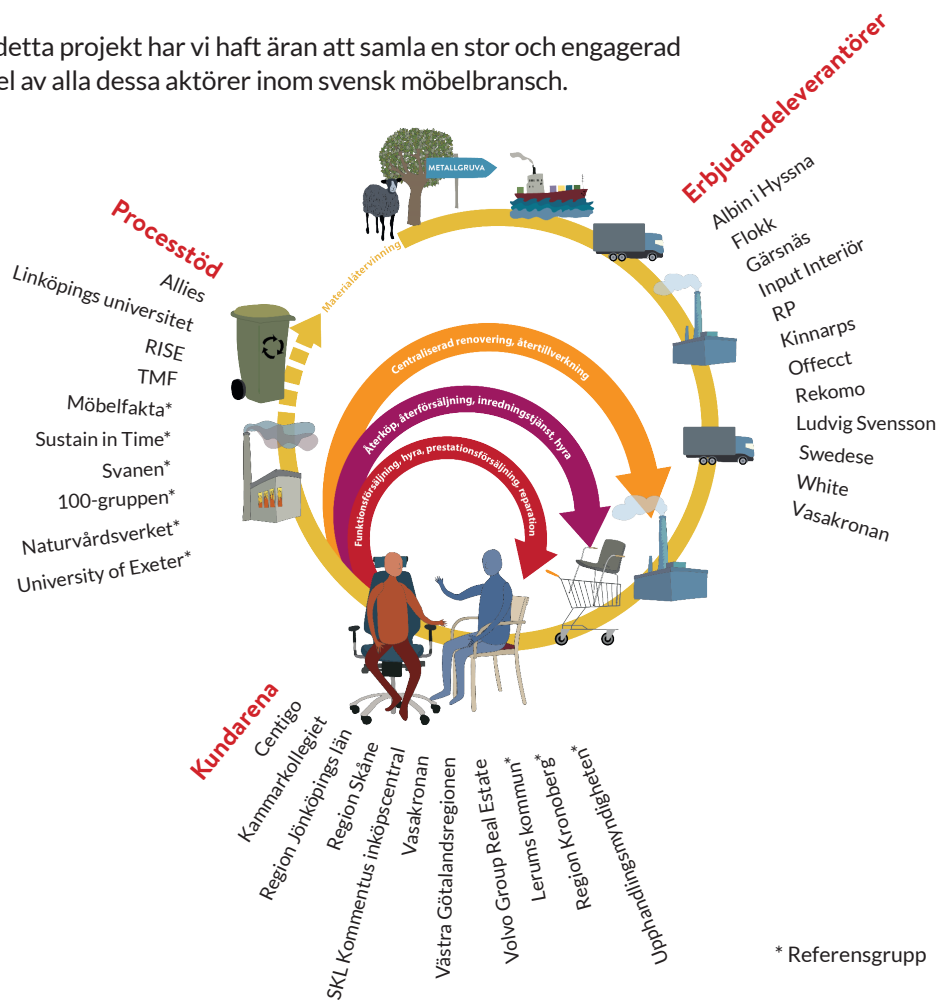 detta projekt har vi haft äran att samla en stor och engagerad
el av alla dessa aktörer inom svensk möbelbransch.
Erbjudandeleverantörer
Albin i Hyssna
Flokk
Gärsnäs
Input Interiör
RP
Kinnarps
Offecct
Rekomo
Ludvig Svensson
Swedese
White
Vasakronan
Processtöd
Allies
Linköpings universitet
RISE
TMF
Möbelfakta*
Sustain in Time*
Svanen*
100-gruppen*
Naturvårdsverket*
University of Exeter*
METALLGRUVA
Materialåtervinning
Centraliserad renovering, återtillverkning
Återköp, återförsäljning, inredningstjänst, hyra
Funktionsförsäljning, hyra, prestationsförsäljning, reparation
Kundarena
Centigo
Kammarkollegiet
Region Jönköpings län
Region Skåne
SKL Kommentus inköpscentral
Vasakronan
Västra Götalandsregionen
Volvo Group Real Estate
Lerums kommun*
Region Kronoberg*
Upphandlingsmyndigheten*
* Referensgrupp